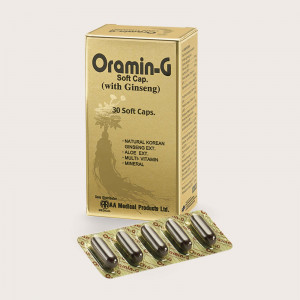 Oramin-G
Soft Cap.
(with Ginseng)
30 Soft Caps.
• NATURAL KOREAN
GINSENG EXT.
• ALOE EXT.
• MULTI-VITAMIN
• MINERAL
AA Medical Products Ltd.